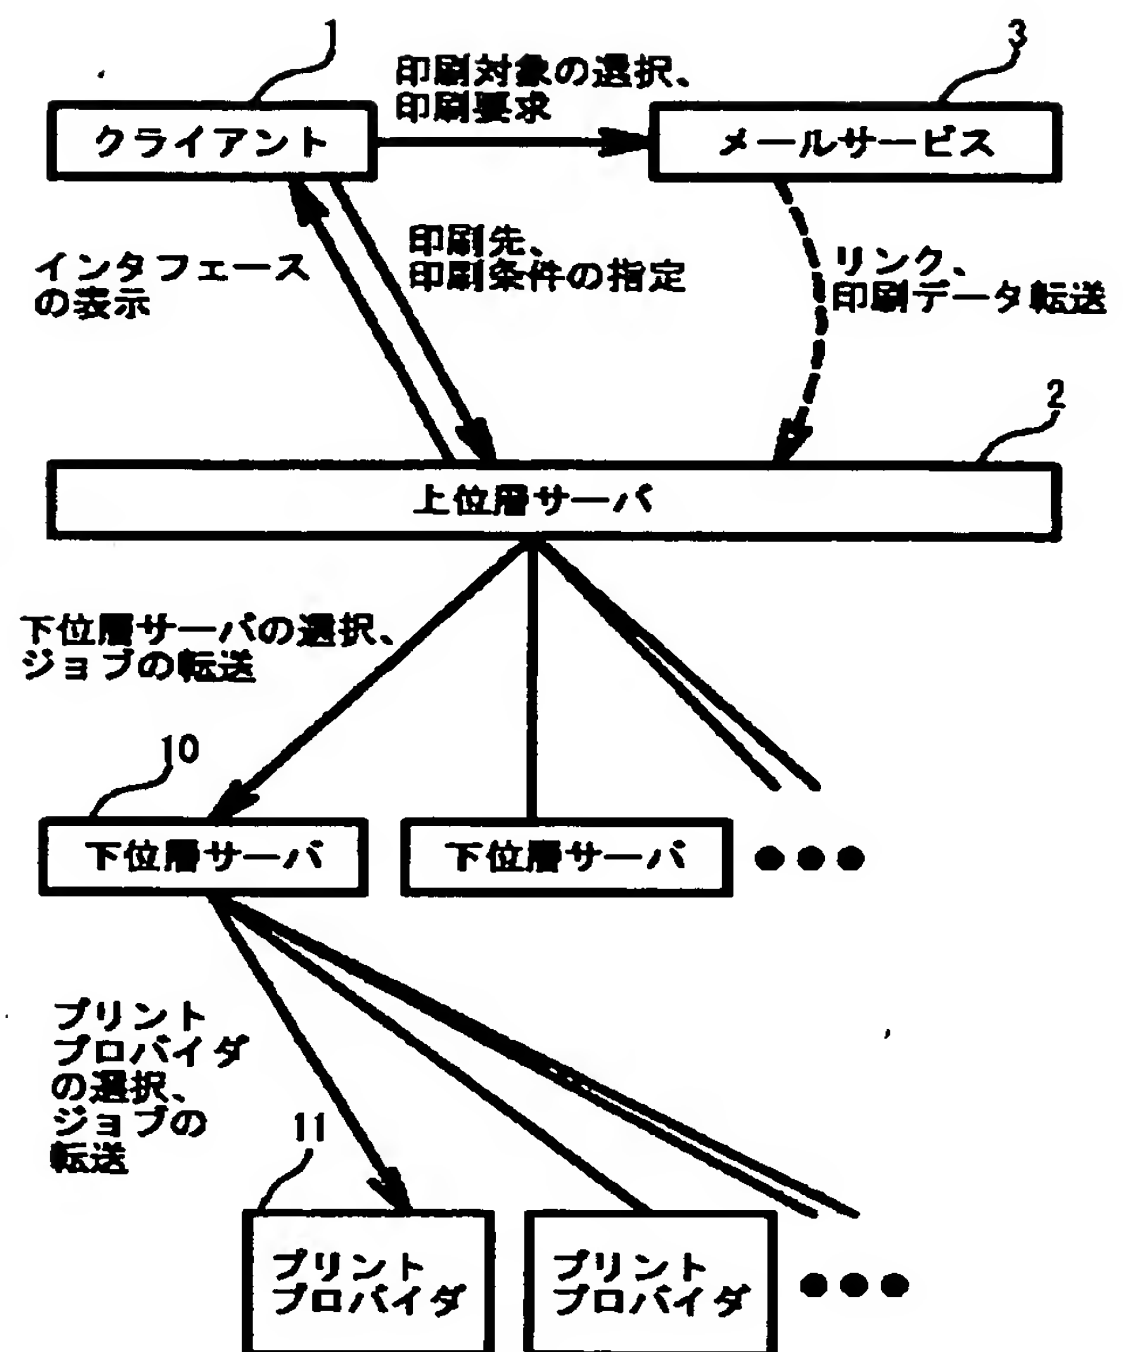 1
3
印刷対象の選択、
印刷要求
クライアント
メールサービス
インタフェース
の表示
印刷先、
印刷条件の指定
リンク、
印刷データ転送
2
上位層サーバ
下位層サーバの選択、
ジョブの転送
10
下位層サーバ
下位層サーバ
プリント
プロバイダ
の選択、
ジョブの
転送
11
プリント
プロバイダ
プリント
プロバイダ